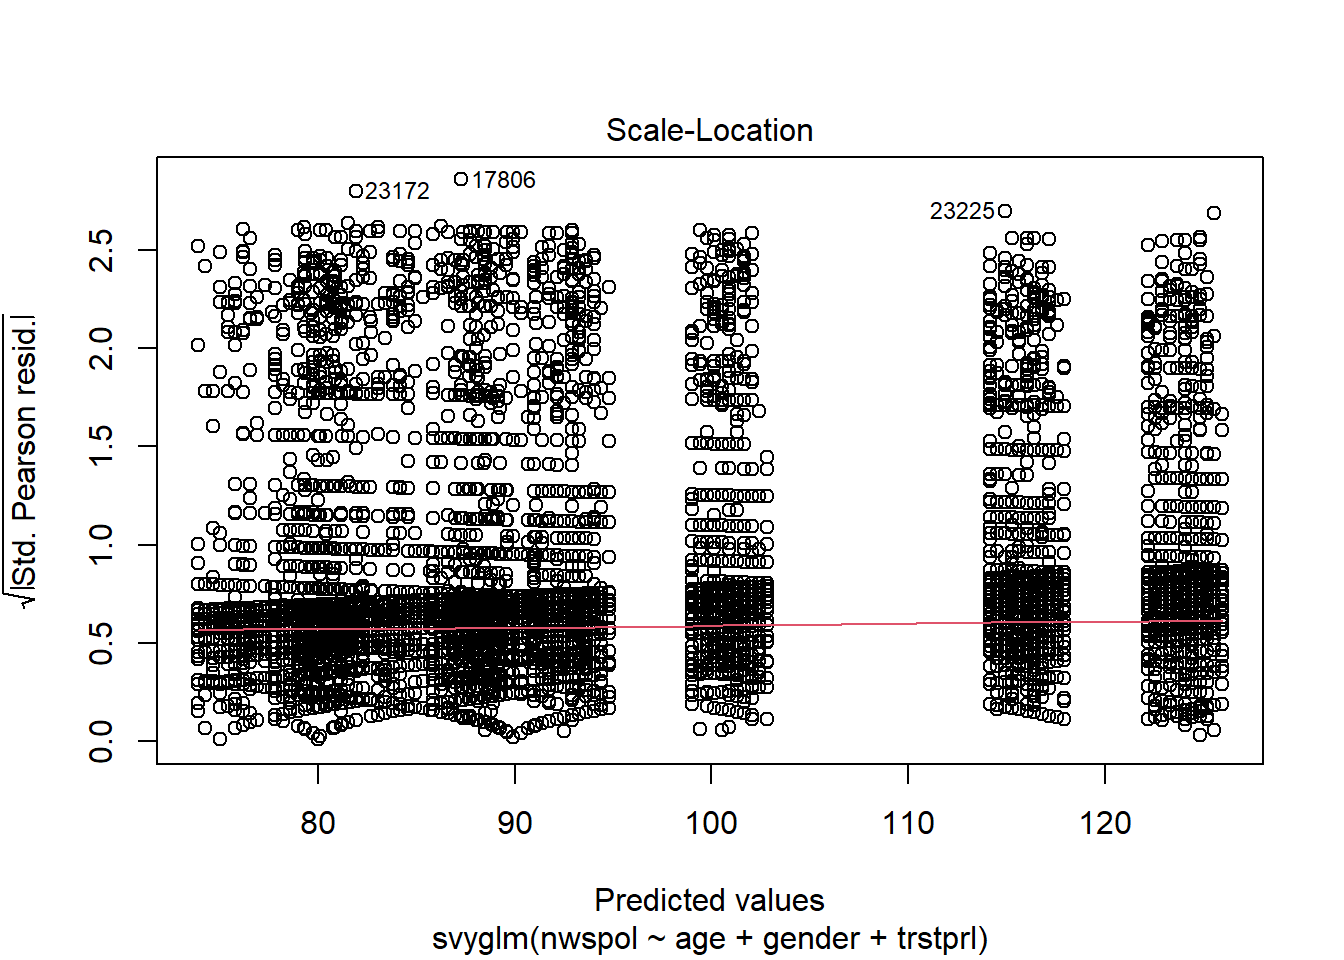 Scale-Location
23172
17806
23225
√|Std. Pearson resid.|
2.5
2.0
1.5
1.0
0.5
0.0
80 90 100 110 120
Predicted values
svyglm(nwspol ~ age + gender + trstprl)